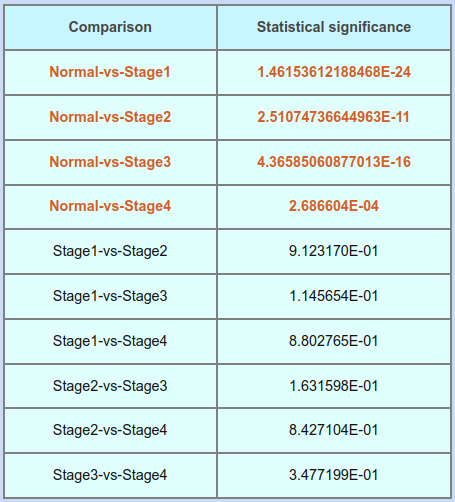 Comparison Statistical significance
Normal-vs-Stage1 1.46153612188468E-24
Normal-vs-Stage2 2.51074736644963E-11
Normal-vs-Stage3 4.36585060877013E-16
Normal-vs-Stage4 2.686604E-04
Stage1-vs-Stage2 9.123170E-01
Stage1-vs-Stage3 1.145654E-01
Stage1-vs-Stage4 8.802765E-01
Stage2-vs-Stage3 1.631598E-01
Stage2-vs-Stage4 8.427104E-01
Stage3-vs-Stage4 3.477199E-01